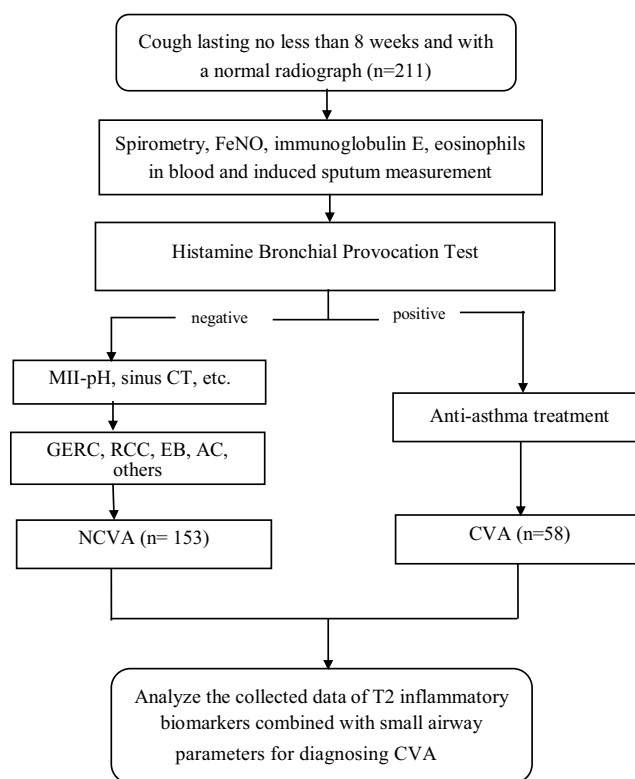 Cough lasting no less than 8 weeks and with
a normal radiograph (n=211)
Spirometry, FeNO, immunoglobulin E, eosinophils
in blood and induced sputum measurement
Histamine Bronchial Provocation Test
negative
positive
MII-pH, sinus CT, etc.
Anti-asthma treatment
GERC, RCC, EB, AC,
others
NCVA (n= 153)
CVA (n=58)
Analyze the collected data of T2 inflammatory
biomarkers combined with small airway
parameters for diagnosing CVA